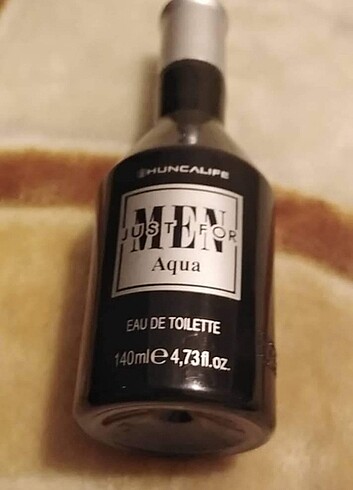 HUNCALIFE
JUST FOR
MEN
Aqua
EAU DE TOILETTE
140ml℮4,73fl.oz.